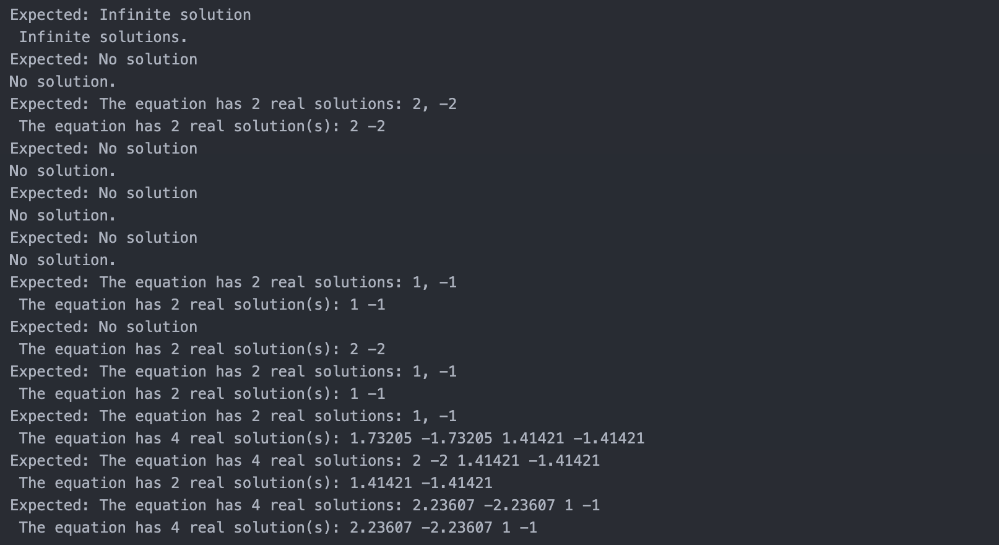 Expected: Infinite solution
Infinite solutions.
Expected: No solution
No solution.
Expected: The equation has 2 real solutions: 2, -2
The equation has 2 real solution(s): 2 -2
Expected: No solution
No solution.
Expected: No solution
No solution.
Expected: No solution
No solution.
Expected: The equation has 2 real solutions: 1, -1
The equation has 2 real solution(s): 1 -1
Expected: No solution
The equation has 2 real solution(s): 2 -2
Expected: The equation has 2 real solutions: 1, -1
The equation has 2 real solution(s): 1 -1
Expected: The equation has 2 real solutions: 1, -1
The equation has 4 real solution(s): 1.73205 -1.73205 1.41421 -1.41421
Expected: The equation has 4 real solutions: 2 -2 1.41421 -1.41421
The equation has 2 real solution(s): 1.41421 -1.41421
Expected: The equation has 4 real solutions: 2.23607 -2.23607 1 -1
The equation has 4 real solution(s): 2.23607 -2.23607 1 -1